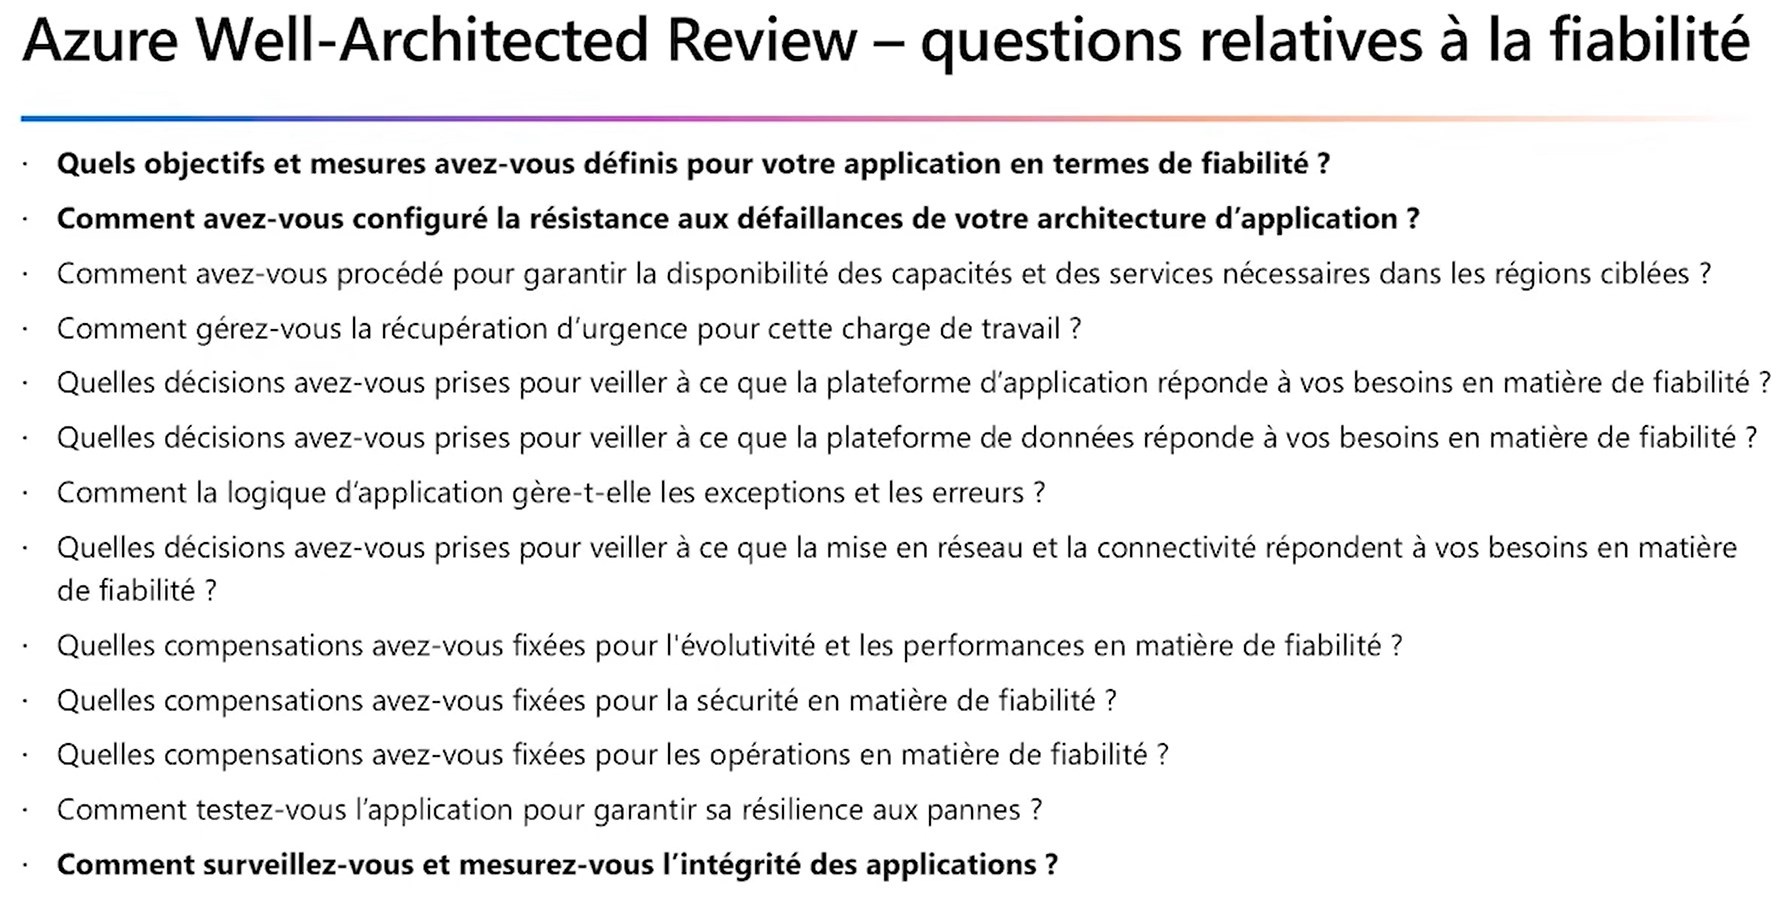 Azure Well-Architected Review – questions relatives à la fiabilité
· Quels objectifs et mesures avez-vous définis pour votre application en termes de fiabilité ?
· Comment avez-vous configuré la résistance aux défaillances de votre architecture d’application ?
· Comment avez-vous procédé pour garantir la disponibilité des capacités et des services nécessaires dans les régions ciblées ?
· Comment gérez-vous la récupération d’urgence pour cette charge de travail ?
· Quelles décisions avez-vous prises pour veiller à ce que la plateforme d’application réponde à vos besoins en matière de fiabilité ?
· Quelles décisions avez-vous prises pour veiller à ce que la plateforme de données réponde à vos besoins en matière de fiabilité ?
· Comment la logique d’application gère-t-elle les exceptions et les erreurs ?
· Quelles décisions avez-vous prises pour veiller à ce que la mise en réseau et la connectivité répondent à vos besoins en matière
de fiabilité ?
· Quelles compensations avez-vous fixées pour l'évolutivité et les performances en matière de fiabilité ?
· Quelles compensations avez-vous fixées pour la sécurité en matière de fiabilité ?
· Quelles compensations avez-vous fixées pour les opérations en matière de fiabilité ?
· Comment testez-vous l’application pour garantir sa résilience aux pannes ?
· Comment surveillez-vous et mesurez-vous l’intégrité des applications ?